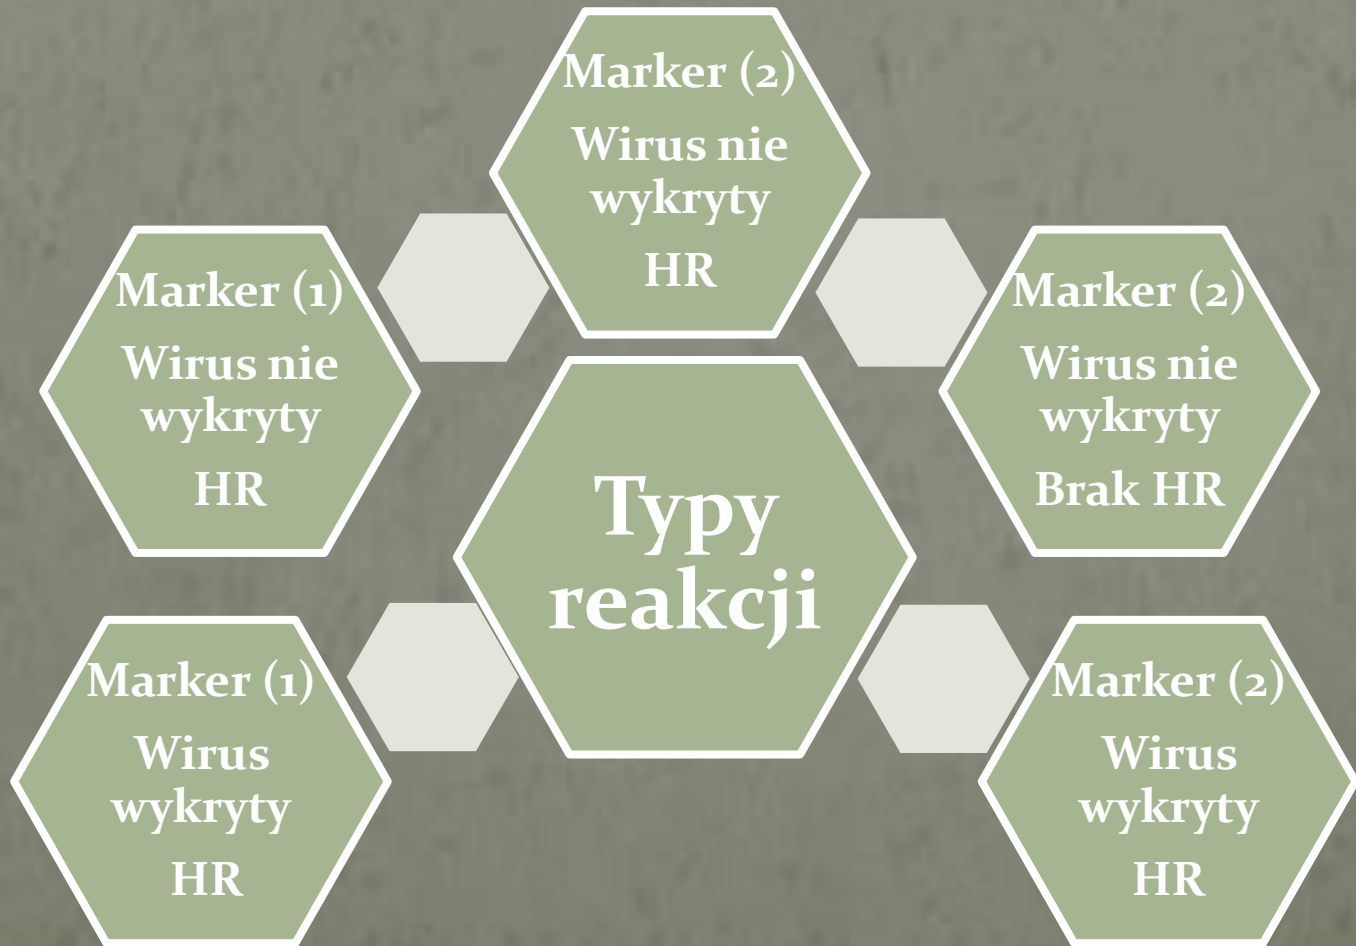 Marker (2)
Wirus nie
wykryty
HR
Marker (1)
Wirus nie
wykryty
HR
Marker (2)
Wirus nie
wykryty
Brak HR
Typy
reakcji
Marker (1)
Wirus
wykryty
HR
Marker (2)
Wirus
wykryty
HR